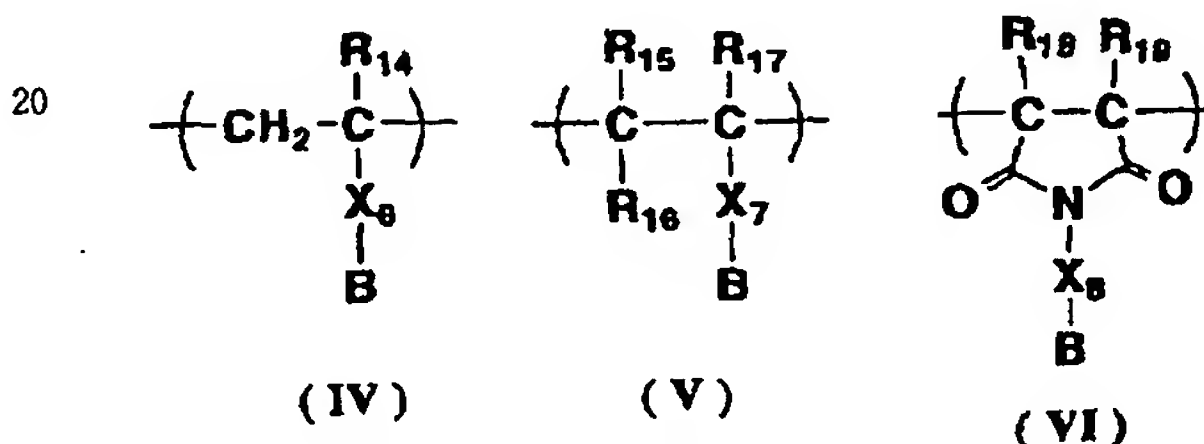 20
R14 R15 R17 R18 R19
( CH2 C ) ( C C ) ( C C )
X6 R16 X7 O N O
B B X8
B
(IV) (V) (VI)